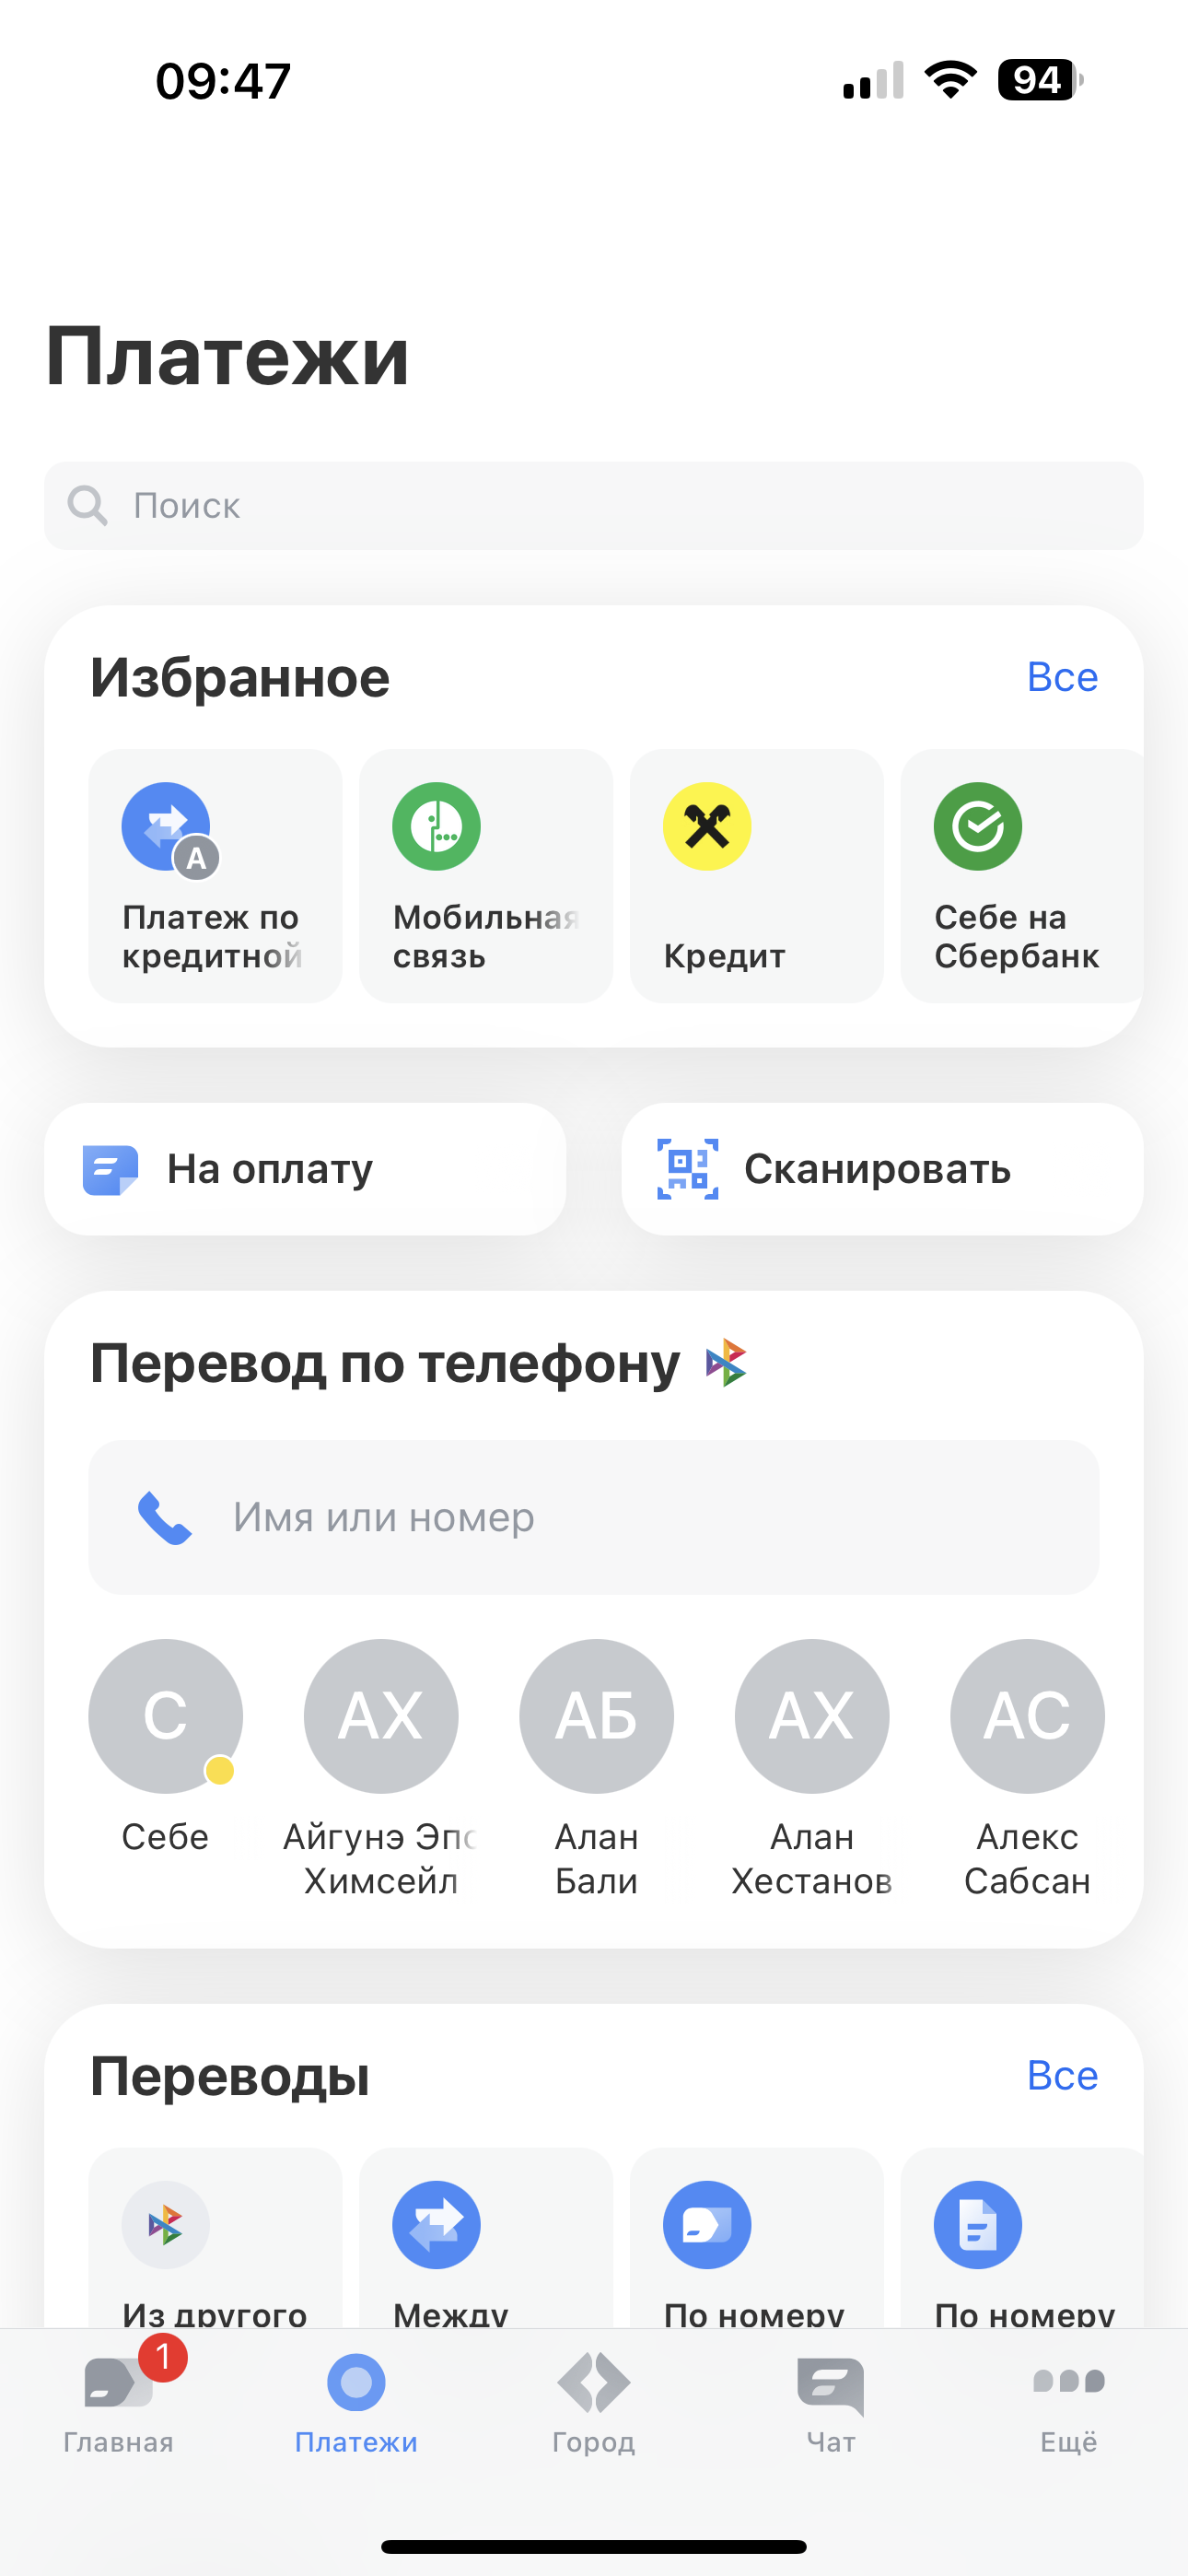 09:47
94
Платежи
Поиск
Избранное
Все
А
Платеж по
кредитной
Мобильная
связь
Кредит
Себе на
Сбербанк
На оплату
Сканировать
Перевод по телефону
Имя или номер
С
АХ
АБ
АХ
АС
Себе
Айгунэ Эпо
Химсейл
Алан
Бали
Алан
Хестанов
Алекс
Сабсан
Переводы
Все
Из другого
Между
По номеру
По номеру
1
Главная
Платежи
Город
Чат
Ещё